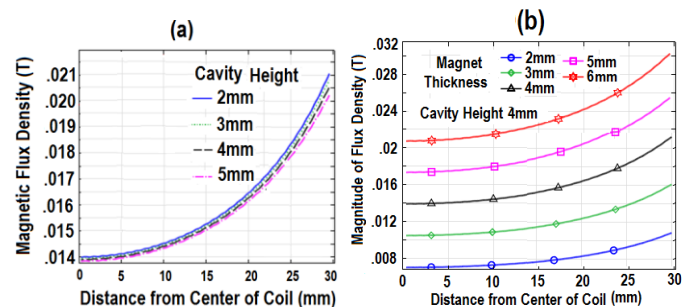 (a)
Magnetic Flux Density (T)
.021
.020
.019
.018
.017
.016
.015
.014
Cavity Height
2mm
3mm
4mm
5mm
0 5 10 15 20 25 30
Distance from Center of Coil (mm)
(b)
Magnitude of Flux Density (T)
.032
.028
.024
.02
.016
.012
.008
Magnet
Thickness
2mm
3mm
4mm
5mm
6mm
Cavity Height 4mm
0 5 10 15 20 25 30
Distance from Center of Coil (mm)